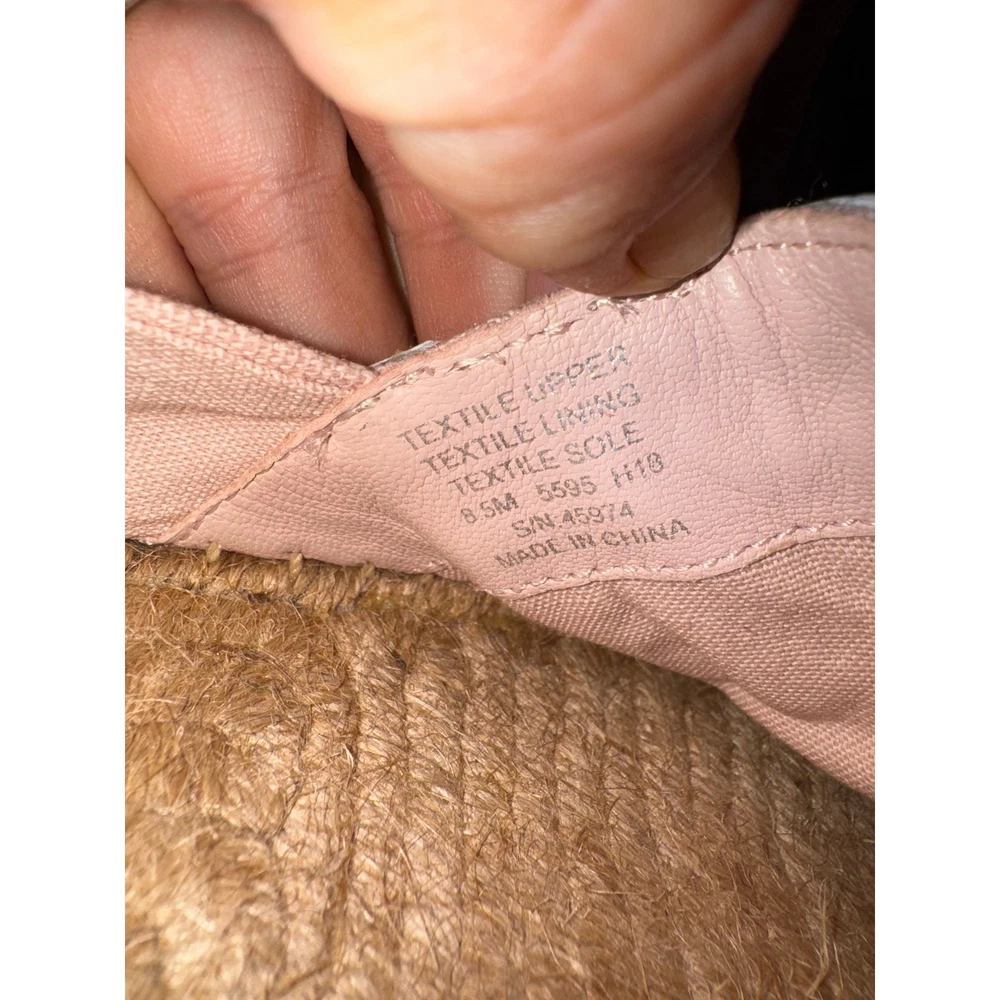 TEXTILE UPPER
TEXTILE LINING
TEXTILE SOLE
8.5M 5595 H18
S/N.45974
MADE IN CHINA